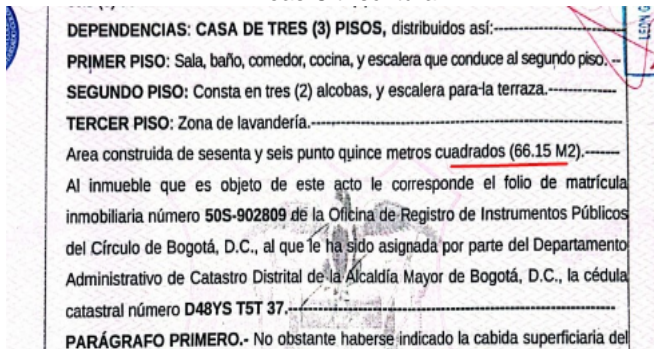 DEPENDENCIAS: CASA DE TRES (3) PISOS, distribuidos así:------------------------
PRIMER PISO: Sala, baño, comedor, cocina, y escalera que conduce al segundo piso. --
SEGUNDO PISO: Consta en tres (2) alcobas, y escalera para-la terraza.----------------
TERCER PISO: Zona de lavandería.------------------------------------------------------------
Area construida de sesenta y seis punto quince metros cuadrados (66.15 M2).-------
Al inmueble que es objeto de este acto le corresponde el folio de matrícula
inmobiliaria número 50S-902809 de la Oficina de Registro de Instrumentos Públicos
del Círculo de Bogotá, D.C., al que le ha sido asignada por parte del Departamento
Administrativo de Catastro Distrital de la Alcaldía Mayor de Bogotá, D.C., la cédula
catastral número D48YS T5T 37.------------------------------------------------------------
PARÁGRAFO PRIMERO.- No obstante haberse indicado la cabida superficiaria del